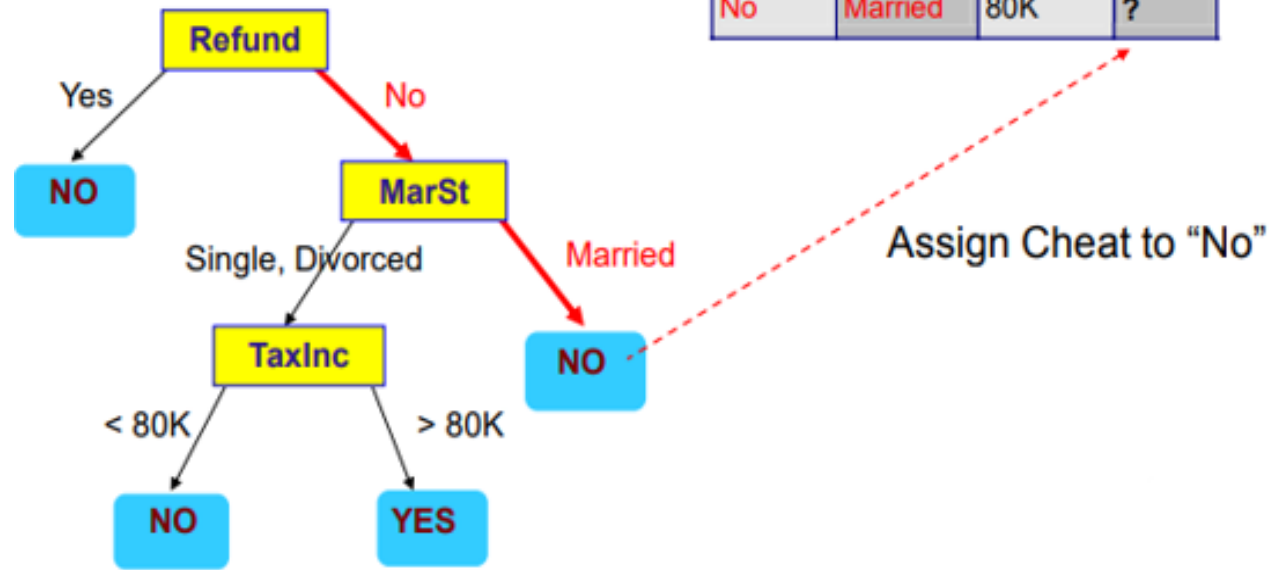 No Married 80K ?
Refund
Yes No
NO MarSt
Single, Divorced Married Assign Cheat to “No”
TaxInc NO
< 80K > 80K
NO YES